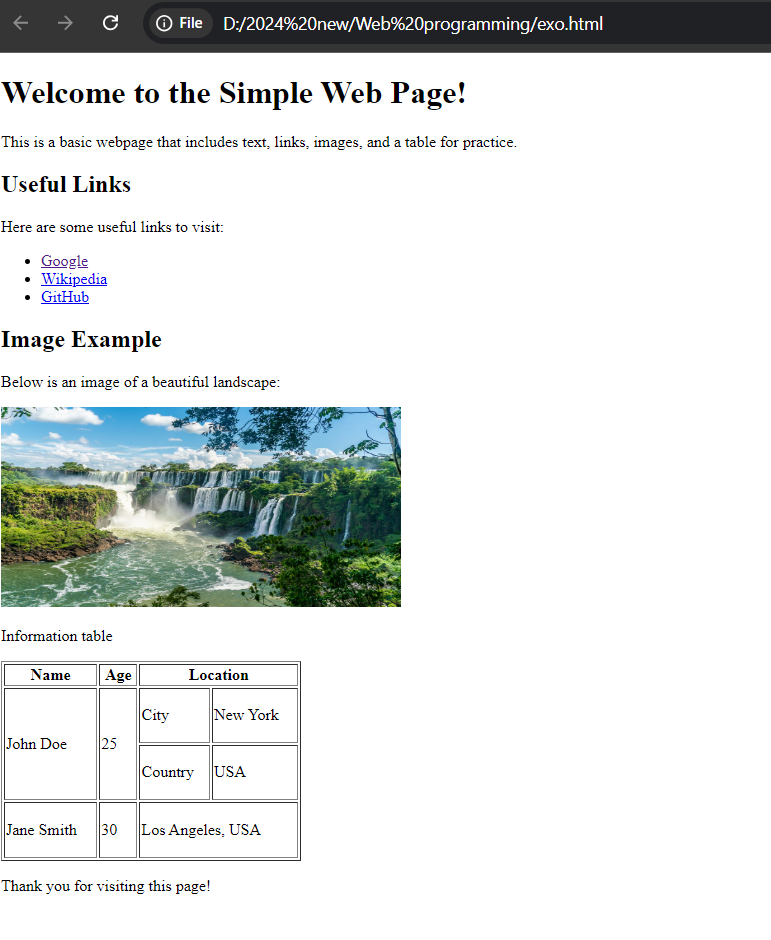 File D:/2024%20new/Web%20programming/exo.html
Welcome to the Simple Web Page!
This is a basic webpage that includes text, links, images, and a table for practice.
Useful Links
Here are some useful links to visit:
Google
Wikipedia
GitHub
Image Example
Below is an image of a beautiful landscape:
Information table
Name Age Location
John Doe 25 City New York
Country USA
Jane Smith 30 Los Angeles, USA
Thank you for visiting this page!